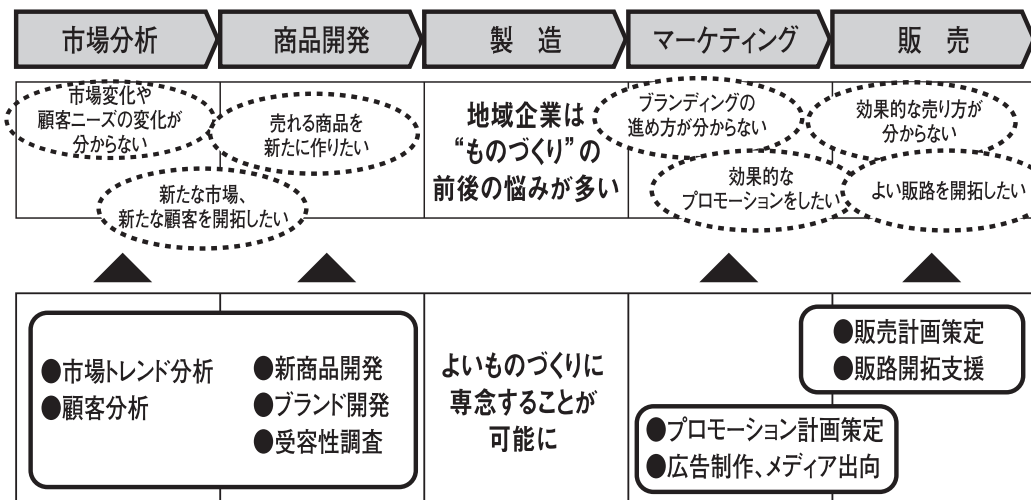 市場分析
商品開発
製 造
マーケティング
販 売
市場変化や
顧客ニーズの変化が
分からない
売れる商品を
新たに作りたい
新たな市場、
新たな顧客を開拓したい
地域企業は
“ものづくり”の
前後の悩みが多い
ブランディングの
進め方が分からない
効果的な
プロモーションをしたい
効果的な売り方が
分からない
よい販路を開拓したい
●市場トレンド分析
●顧客分析
●新商品開発
●ブランド開発
●受容性調査
よいものづくりに
専念することが
可能に
●プロモーション計画策定
●広告制作、メディア出向
●販売計画策定
●販路開拓支援